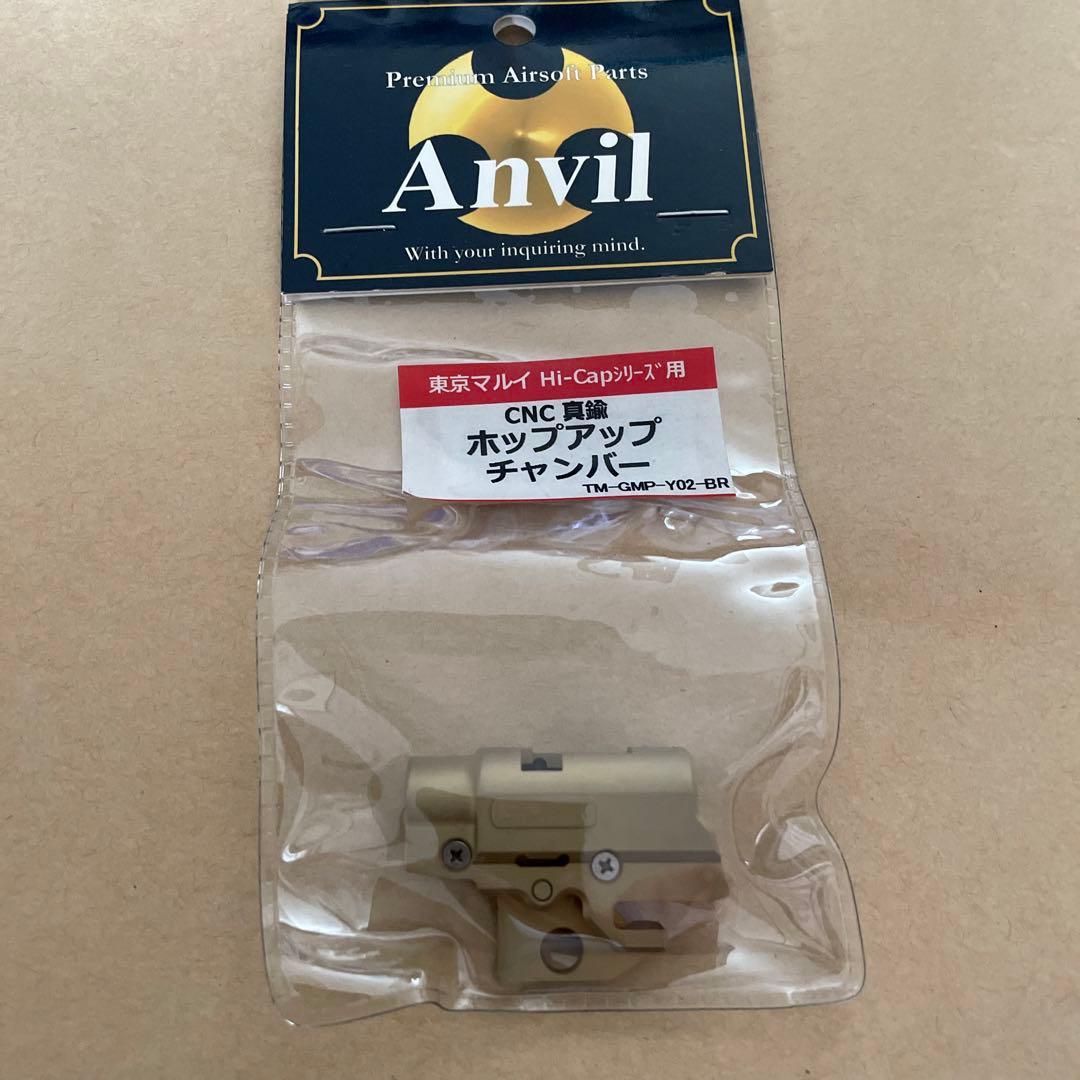 Premium Airsoft Parts
Anvil
With your inquiring mind.
東京マルイ Hi-Capｼﾘｰｽﾞ用
CNC 真鍮
ホップアップ
チャンバー
TM-GMP-Y02-BR